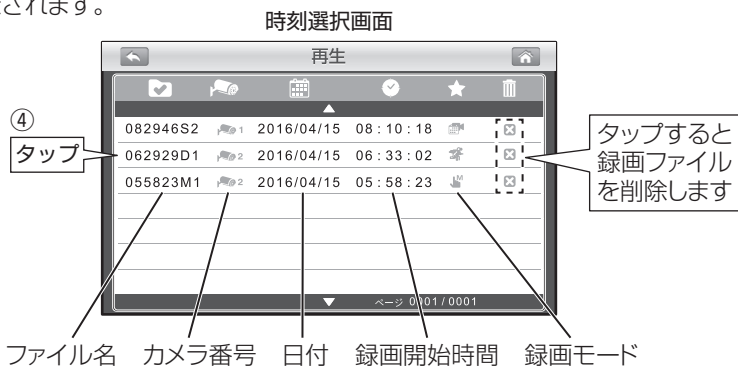 されます。
時刻選択画面
再生
④
タップ
082946S2 1 2016/04/15 08:10:18
062929D1 2 2016/04/15 06:33:02
055823M1 2 2016/04/15 05:58:23 M
タップすると
録画ファイル
を削除します
ページ 0001/0001
ファイル名 カメラ番号 日付 録画開始時間 録画モード